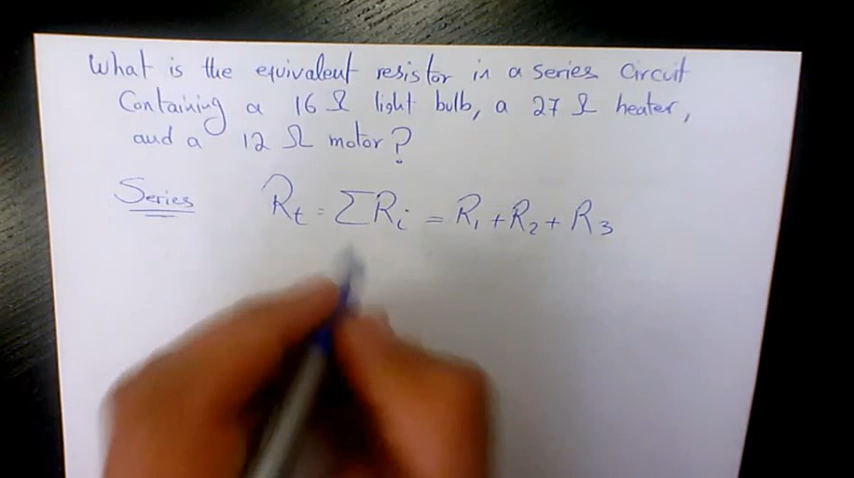 What is the equivalent resistor in a series Circuit
Containing a 16 Ω light bulb, a 27 Ω heater,
and a 12 Ω motor?
Series Rt = ∑Ri = R1 + R2 + R3